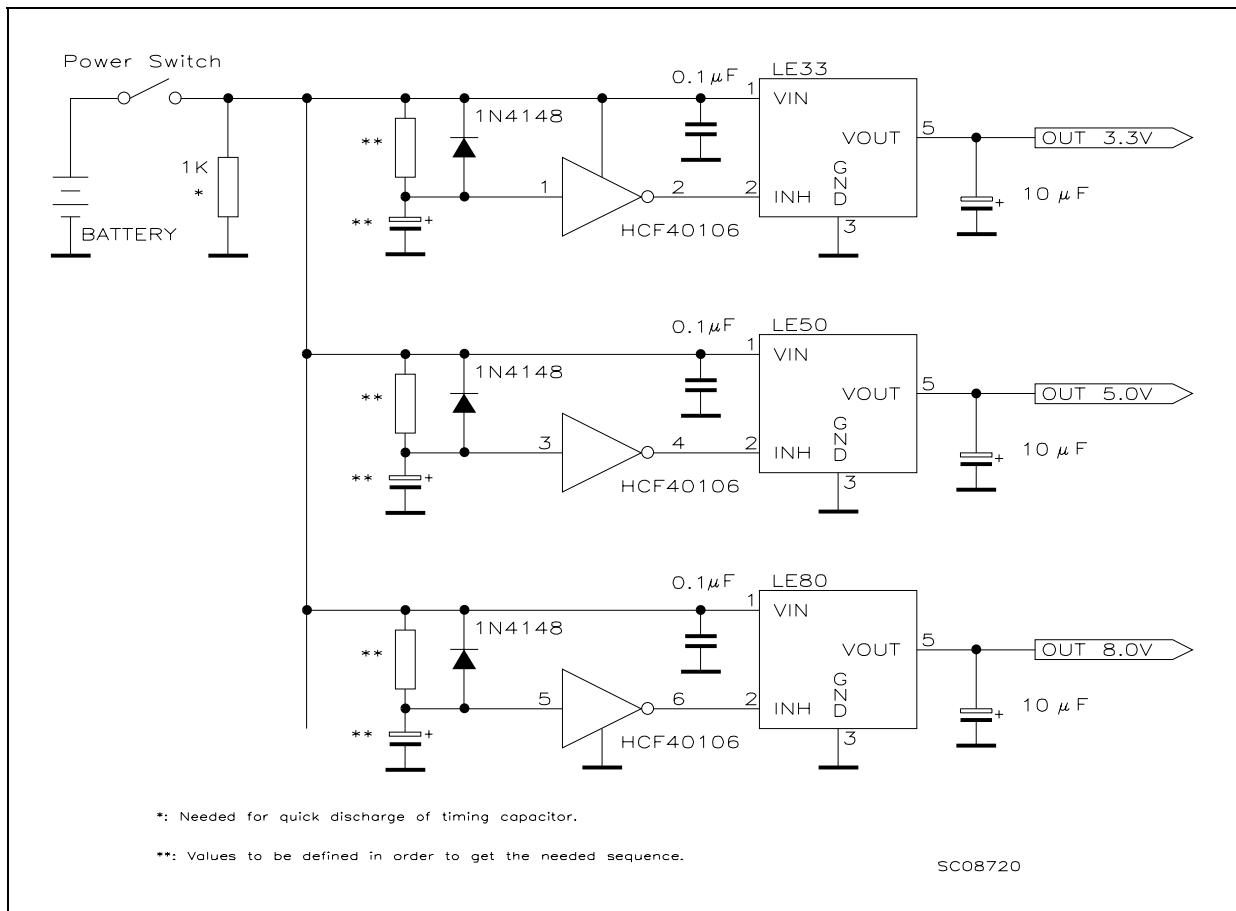 Power Switch
BATTERY
1K
*
**
**
+
1N4148
1
2
HCF40106
0.1μF
LE33
1
VIN
2
INH
VOUT
GND
3
5
OUT 3.3V
10 μF
+
**
**
+
1N4148
3
4
HCF40106
0.1μF
LE50
1
VIN
2
INH
VOUT
GND
3
5
OUT 5.0V
10 μF
+
**
**
+
1N4148
5
6
HCF40106
0.1μF
LE80
1
VIN
2
INH
VOUT
GND
3
5
OUT 8.0V
10 μF
+
*: Needed for quick discharge of timing capacitor.
**: Values to be defined in order to get the needed sequence.
SC08720